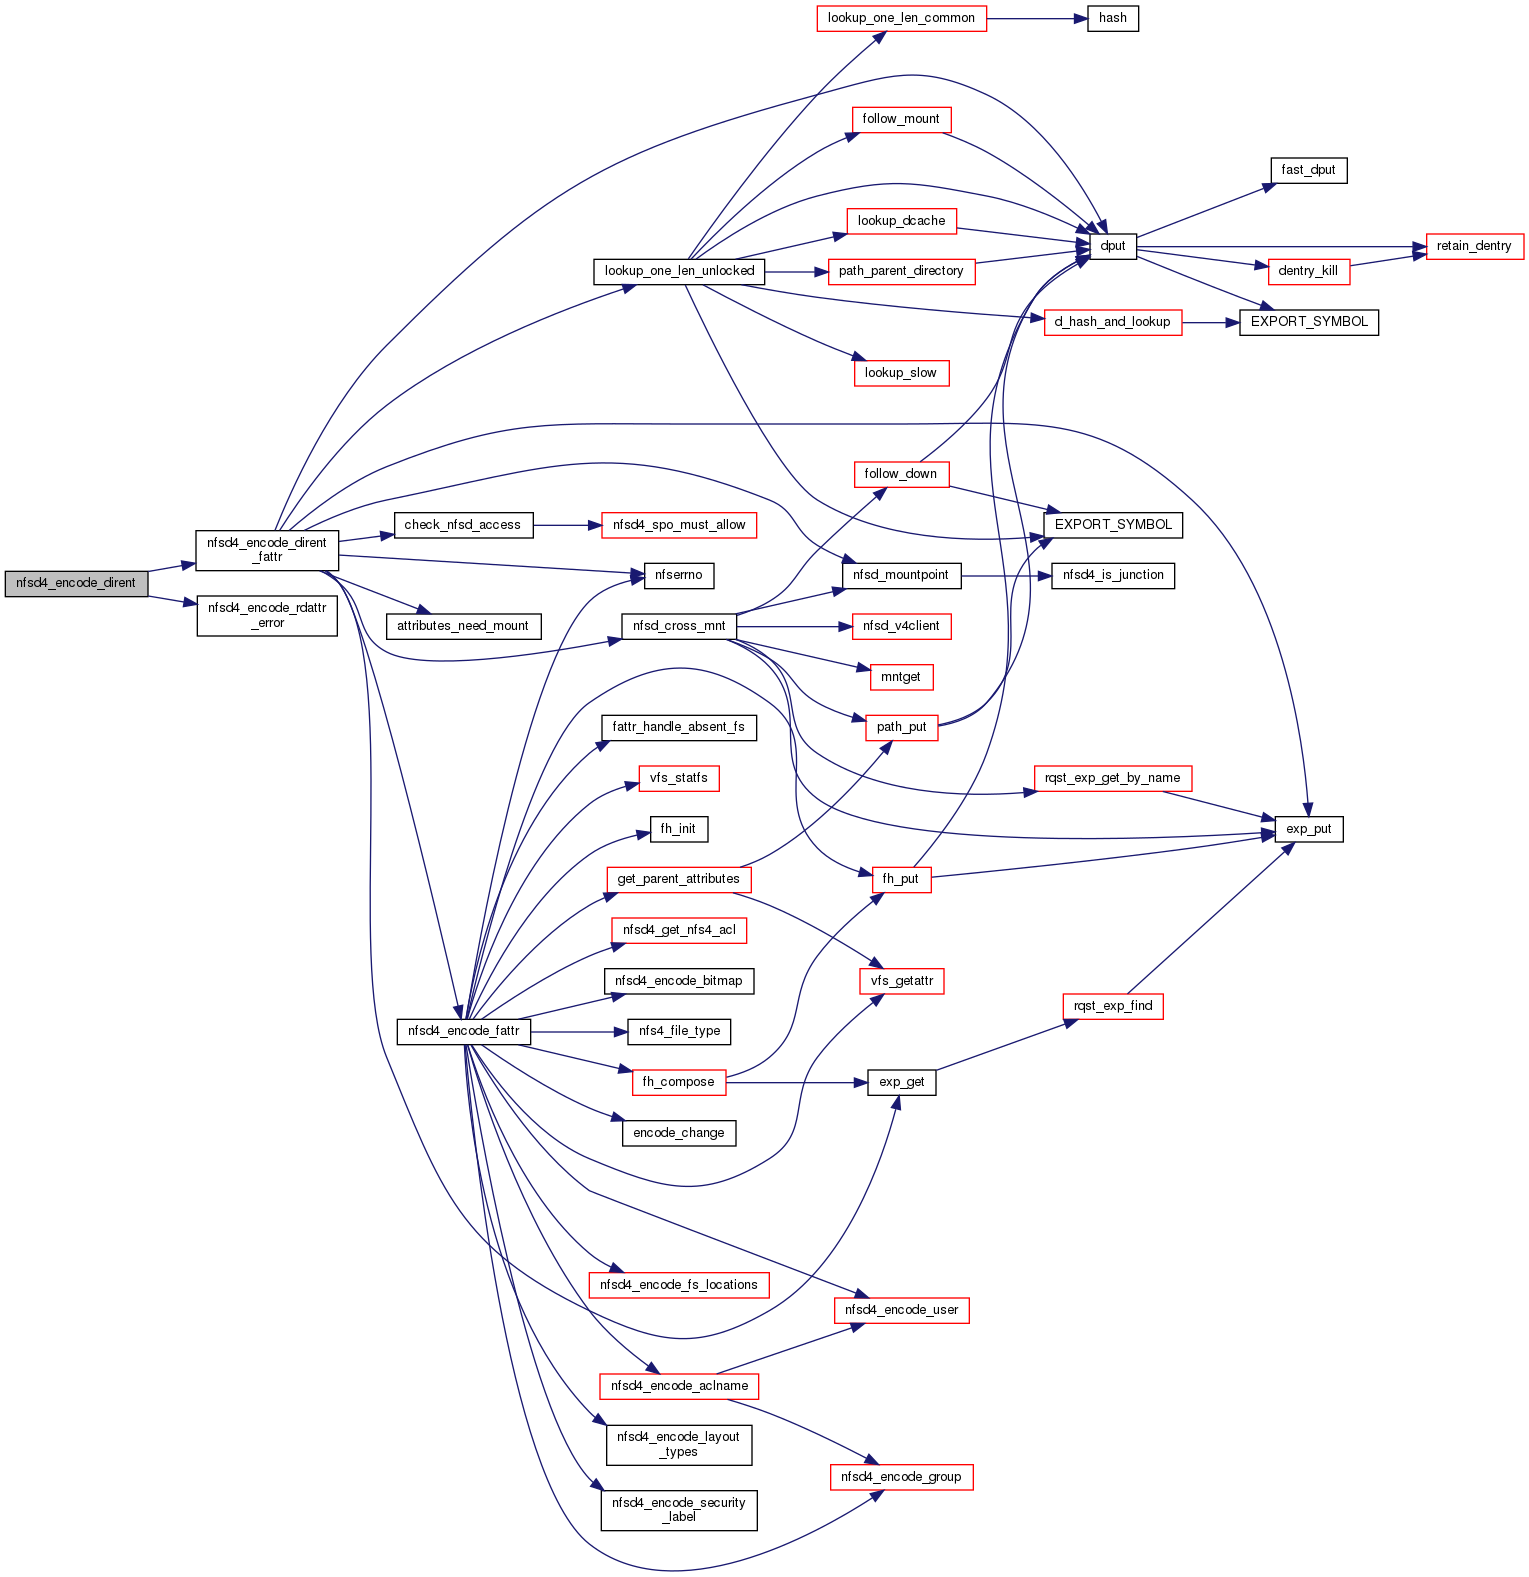 lookup_one_len_common
hash
follow_mount
fast_dput
lookup_dcache
dput
retain_dentry
lookup_one_len_unlocked
path_parent_directory
dentry_kill
d_hash_and_lookup
EXPORT_SYMBOL
lookup_slow
follow_down
check_nfsd_access
nfsd4_spo_must_allow
EXPORT_SYMBOL
nfsd4_encode_dirent
_fattr
nfsd4_encode_dirent
nfserrno
nfsd_mountpoint
nfsd4_is_junction
nfsd4_encode_rdattr
_error
attributes_need_mount
nfsd_cross_mnt
nfsd_v4client
mntget
fattr_handle_absent_fs
path_put
vfs_statfs
rqst_exp_get_by_name
fh_init
exp_put
get_parent_attributes
fh_put
nfsd4_get_nfs4_acl
nfsd4_encode_bitmap
vfs_getattr
rqst_exp_find
nfsd4_encode_fattr
nfs4_file_type
fh_compose
exp_get
encode_change
nfsd4_encode_fs_locations
nfsd4_encode_user
nfsd4_encode_aclname
nfsd4_encode_layout
_types
nfsd4_encode_group
nfsd4_encode_security
_label